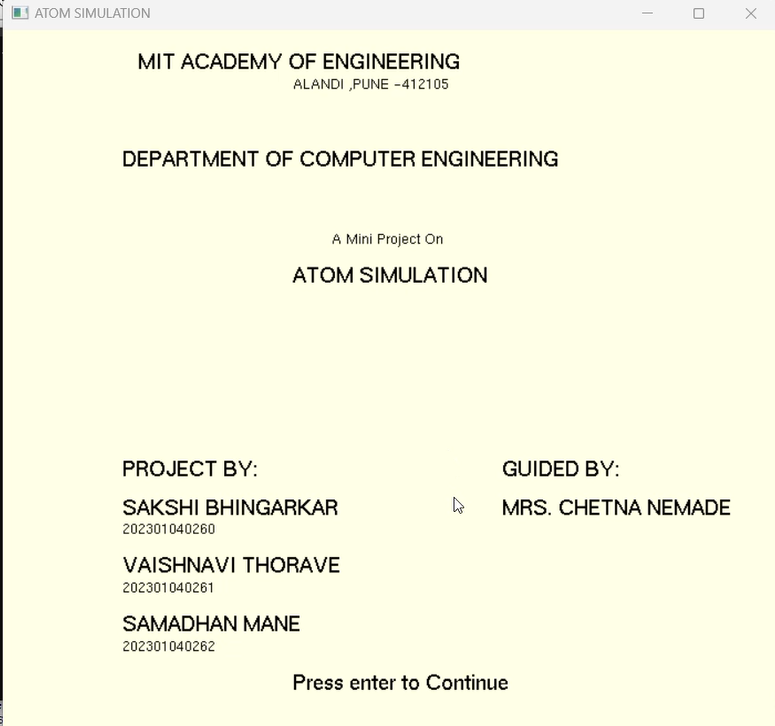 ATOM SIMULATION
MIT ACADEMY OF ENGINEERING
ALANDI ,PUNE -412105
DEPARTMENT OF COMPUTER ENGINEERING
A Mini Project On
ATOM SIMULATION
PROJECT BY:
GUIDED BY:
SAKSHI BHINGARKAR
MRS. CHETNA NEMADE
202301040260
VAISHNAVI THORAVE
202301040261
SAMADHAN MANE
202301040262
Press enter to Continue